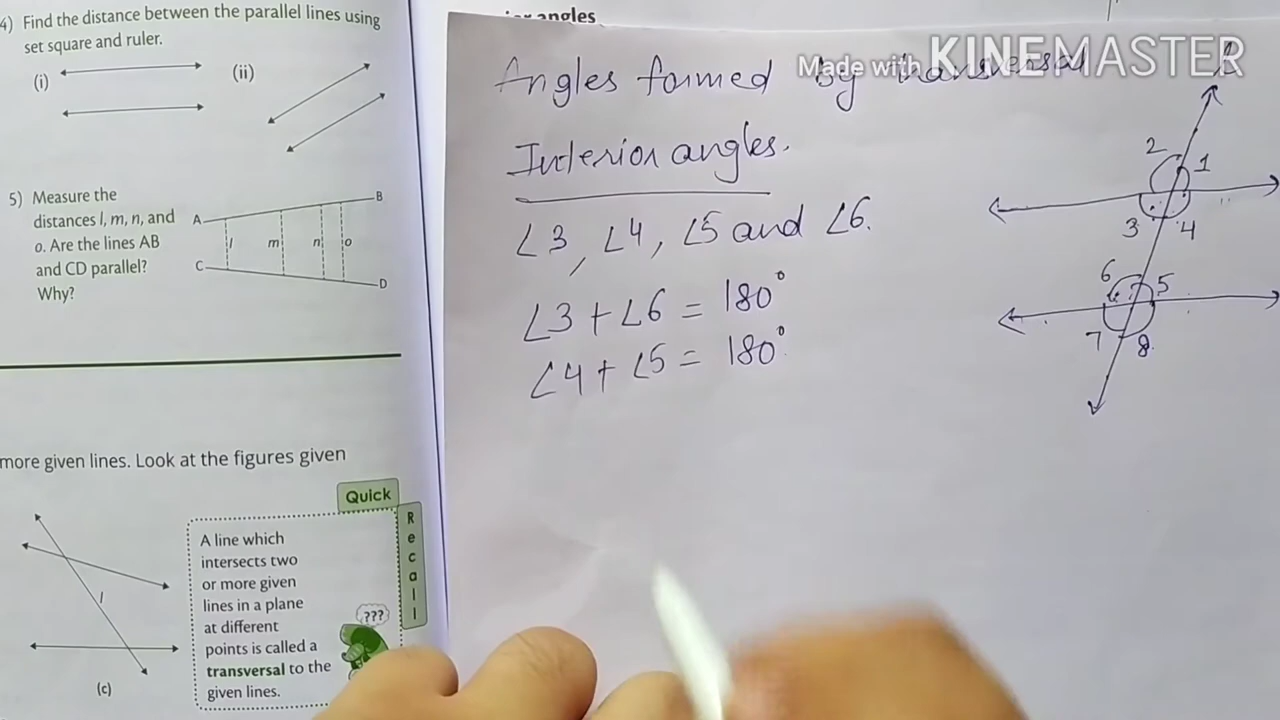 4) Find the distance between the parallel lines using
set square and ruler.
(i)
(ii)
5) Measure the
distances l, m, n, and
o. Are the lines AB
and CD parallel?
Why?
A
B
l
m
n
o
C
D
more given lines. Look at the figures given
l
(c)
Quick
Recall
A line which
intersects two
or more given
lines in a plane
at different
points is called a
transversal to the
given lines.
???
angles
Made with KINEMASTER
Angles formed by transversal
Interior angles.
∠3, ∠4, ∠5 and ∠6.
∠3 + ∠6 = 180°
∠4 + ∠5 = 180°
2
1
3
4
6
5
7
8